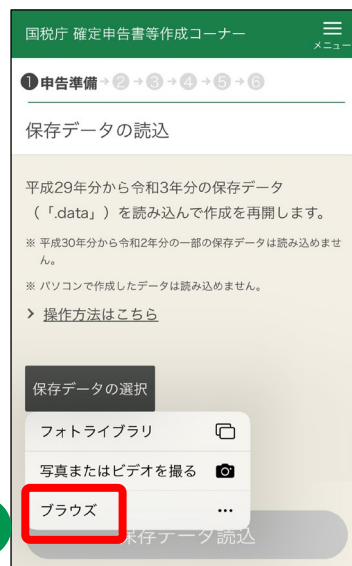 国税庁 確定申告書等作成コーナー
メニュー
❶申告準備→❷→❸→❹→❺→❻
保存データの読込
平成29年分から令和3年分の保存データ
（「.data」）を読み込んで作成を再開します。
※ 平成30年分から令和2年分の一部の保存データは読み込めませ
ん。
※ パソコンで作成したデータは読み込めません。
> 操作方法はこちら
保存データの選択
フォトライブラリ
写真またはビデオを撮る
ブラウズ
保存データ読込